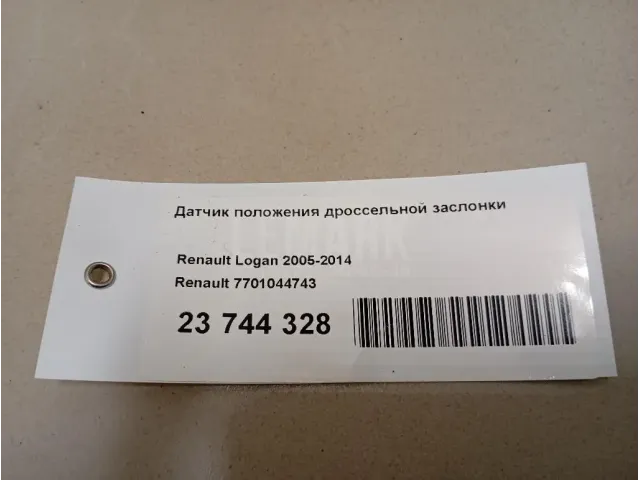 Датчик положения дроссельной заслонки
Renault Logan 2005-2014
Renault 7701044743
23 744 328